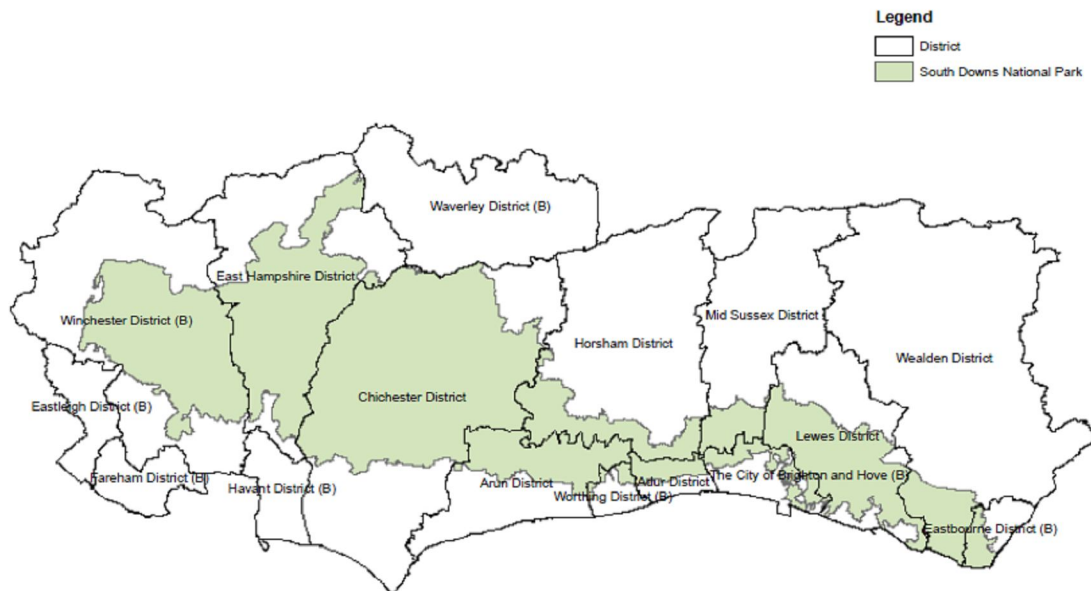 Legend
District
South Downs National Park
Waverley District (B)
East Hampshire District
Winchester District (B)
Mid Sussex District
Horsham District
Wealden District
Chichester District
Eastleigh District (B)
Lewes District
Fareham District (B)
Havant District (B)
Arun District
Adur District
The City of Brighton and Hove (B)
Worthing District (B)
Eastbourne District (B)